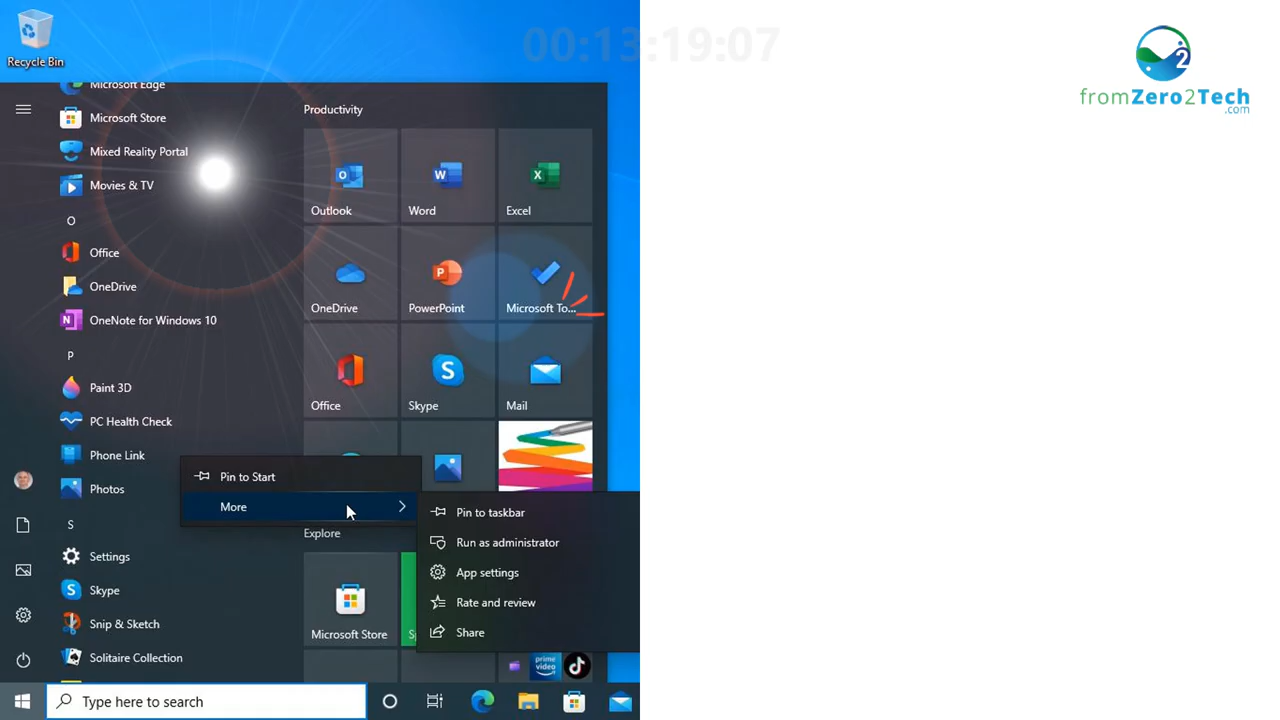 Recycle Bin
00:13:19:07
2
fromZero2Tech
.com
Microsoft Edge
Microsoft Store
Mixed Reality Portal
Movies & TV
O
Office
OneDrive
OneNote for Windows 10
P
Paint 3D
PC Health Check
Phone Link
Photos
S
Settings
Skype
Snip & Sketch
Solitaire Collection
Productivity
Outlook
Word
Excel
OneDrive
PowerPoint
Microsoft To...
Office
Skype
Mail
Pin to Start
More
Explore
Pin to taskbar
Run as administrator
App settings
Rate and review
Share
Microsoft Store
prime
video
Type here to search